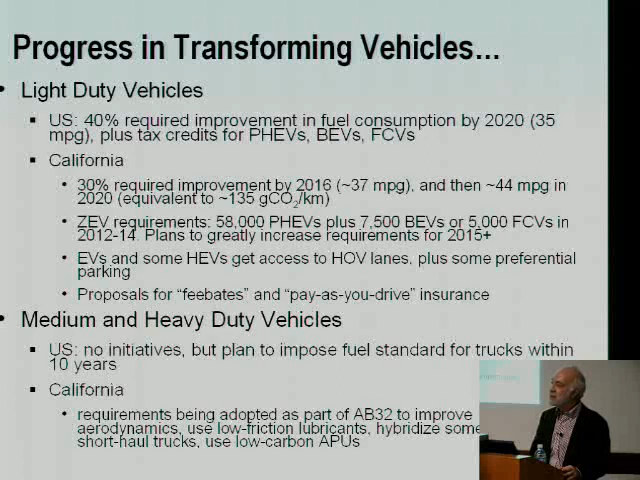 Progress in Transforming Vehicles...
• Light Duty Vehicles
▪ US: 40% required improvement in fuel consumption by 2020 (35
mpg), plus tax credits for PHEVs, BEVs, FCVs
▪ California
• 30% required improvement by 2016 (~37 mpg), and then ~44 mpg in
2020 (equivalent to ~135 gCO2/km)
• ZEV requirements: 58,000 PHEVs plus 7,500 BEVs or 5,000 FCVs in
2012-14. Plans to greatly increase requirements for 2015+
• EVs and some HEVs get access to HOV lanes, plus some preferential
parking
• Proposals for “feebates” and “pay-as-you-drive” insurance
• Medium and Heavy Duty Vehicles
▪ US: no initiatives, but plan to impose fuel standard for trucks within
10 years
▪ California
• requirements being adopted as part of AB32 to improve
aerodynamics, use low-friction lubricants, hybridize some
short-haul trucks, use low-carbon APUs